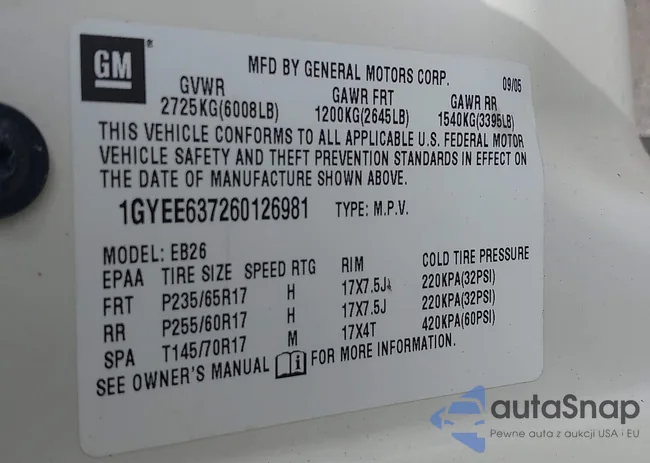 GM®
MFD BY GENERAL MOTORS CORP. 09/05
GVWR GAWR FRT GAWR RR
2725KG(6008LB) 1200KG(2645LB) 1540KG(3395LB)
THIS VEHICLE CONFORMS TO ALL APPLICABLE U.S. FEDERAL MOTOR
VEHICLE SAFETY AND THEFT PREVENTION STANDARDS IN EFFECT ON
THE DATE OF MANUFACTURE SHOWN ABOVE.
1GYEE637260126981 TYPE: M.P.V.
MODEL: EB26
EPAA TIRE SIZE SPEED RTG RIM COLD TIRE PRESSURE
FRT P235/65R17 H 17X7.5J 220KPA(32PSI)
RR P255/60R17 H 17X7.5J 220KPA(32PSI)
SPA T145/70R17 M 17X4T 420KPA(60PSI)
SEE OWNER'S MANUAL i FOR MORE INFORMATION.
autaSnap
Pewne auta z aukcji USA i EU